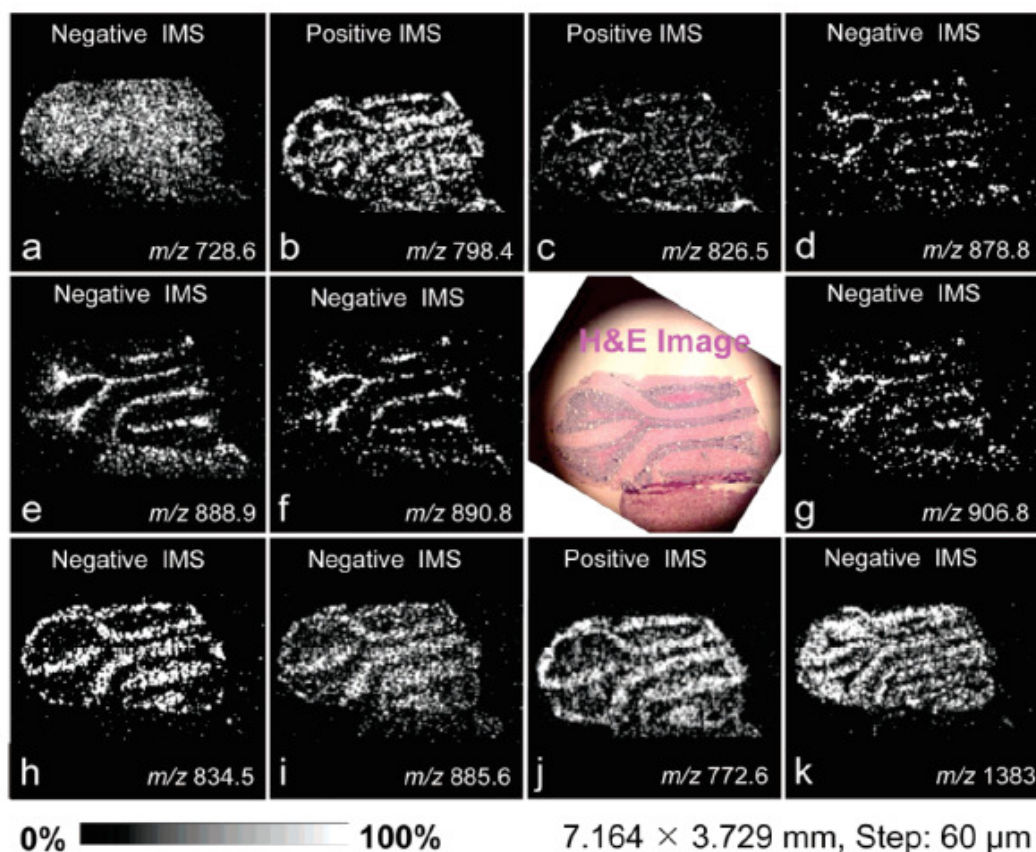 Negative IMS
a
m/z 728.6
Positive IMS
b
m/z 798.4
Positive IMS
c
m/z 826.5
Negative IMS
d
m/z 878.8
Negative IMS
e
m/z 888.9
Negative IMS
f
m/z 890.8
H&E Image
Negative IMS
g
m/z 906.8
Negative IMS
h
m/z 834.5
Negative IMS
i
m/z 885.6
Positive IMS
j
m/z 772.6
Negative IMS
k
m/z 1383
0% 100%
7.164 × 3.729 mm, Step: 60 µm